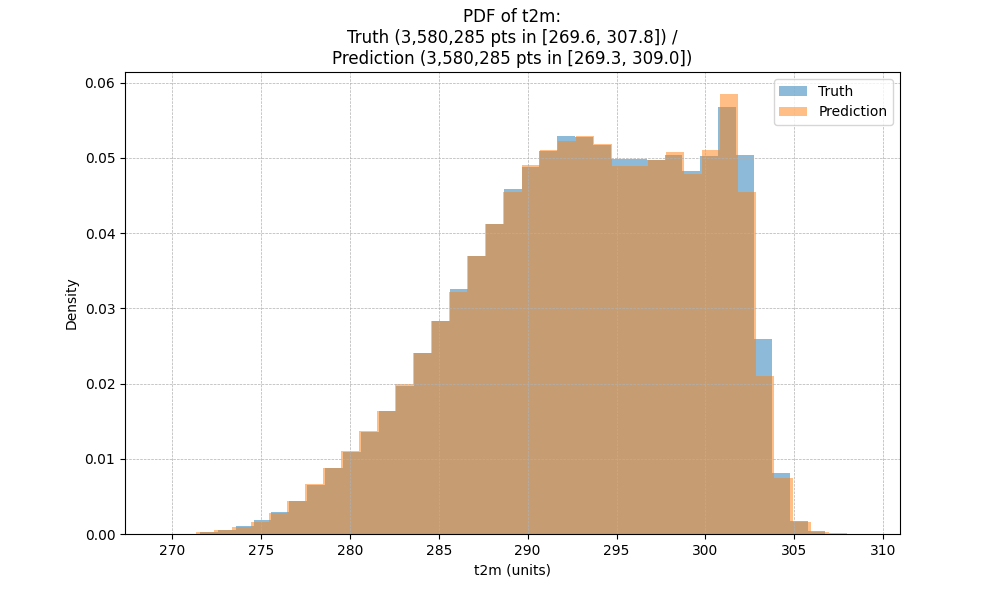 PDF of t2m:
Truth (3,580,285 pts in [269.6, 307.8]) /
Prediction (3,580,285 pts in [269.3, 309.0])
Truth
Prediction
0.06
0.05
0.04
0.03
0.02
0.01
0.00
Density
270 275 280 285 290 295 300 305 310
t2m (units)